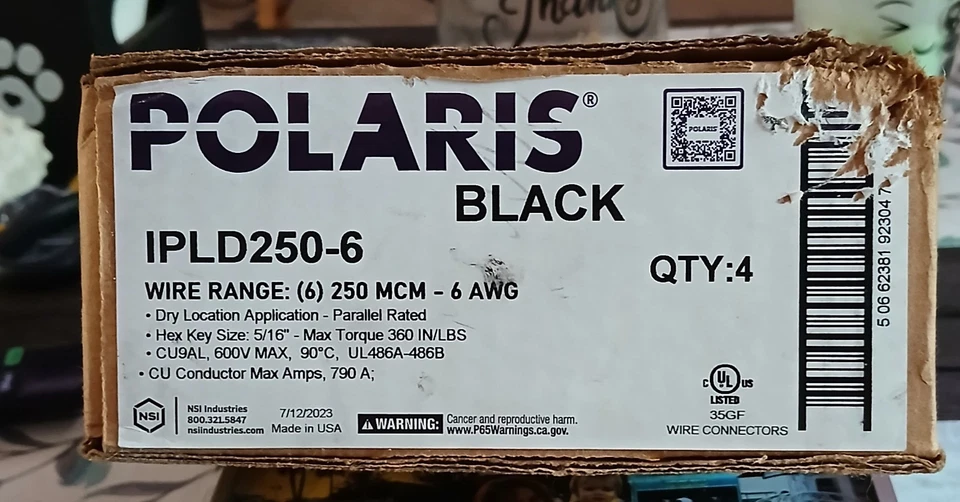 Thanks
POLARIS®
POLARIS
BLACK
IPLD250-6
QTY:4
WIRE RANGE: (6) 250 MCM - 6 AWG
• Dry Location Application - Parallel Rated
• Hex Key Size: 5/16" - Max Torque 360 IN/LBS
• CU9AL, 600V MAX, 90°C, UL486A-486B
• CU Conductor Max Amps, 790 A;
NSI
NSI Industries
800.321.5847
nsiindustries.com
7/12/2023
Made in USA
WARNING:
Cancer and reproductive harm.
www.P65Warnings.ca.gov.
C UL US
LISTED
35GF
WIRE CONNECTORS
5 06 62381 92304 7